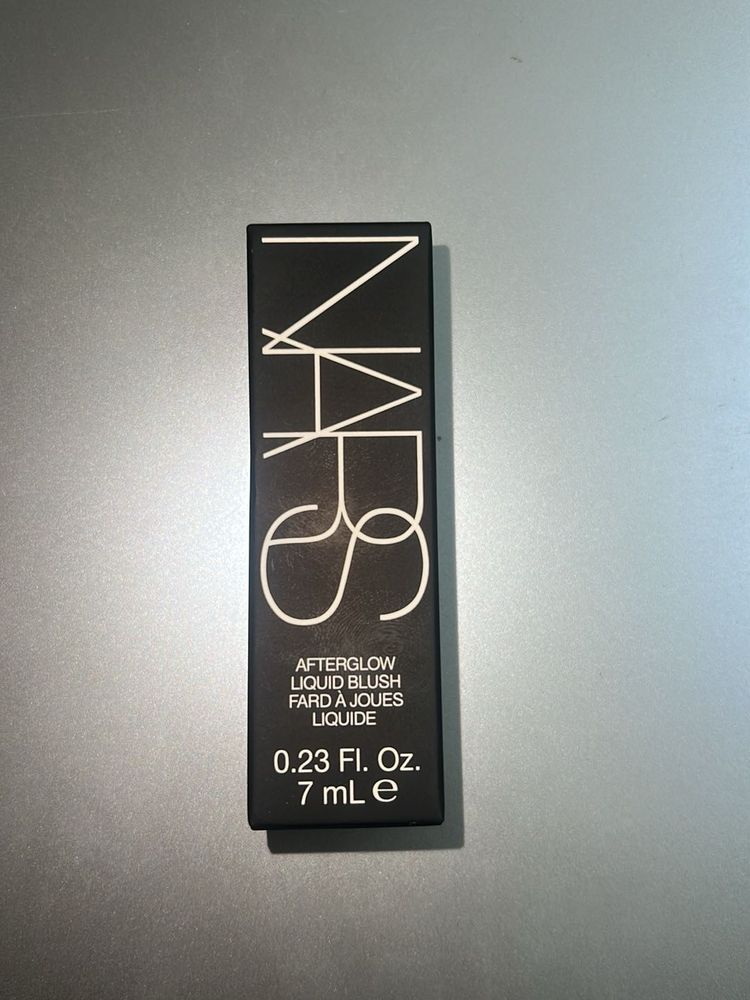 NARS
AFTERGLOW
LIQUID BLUSH
FARD À JOUES
LIQUIDE
0.23 Fl. Oz.
7 mL ℮